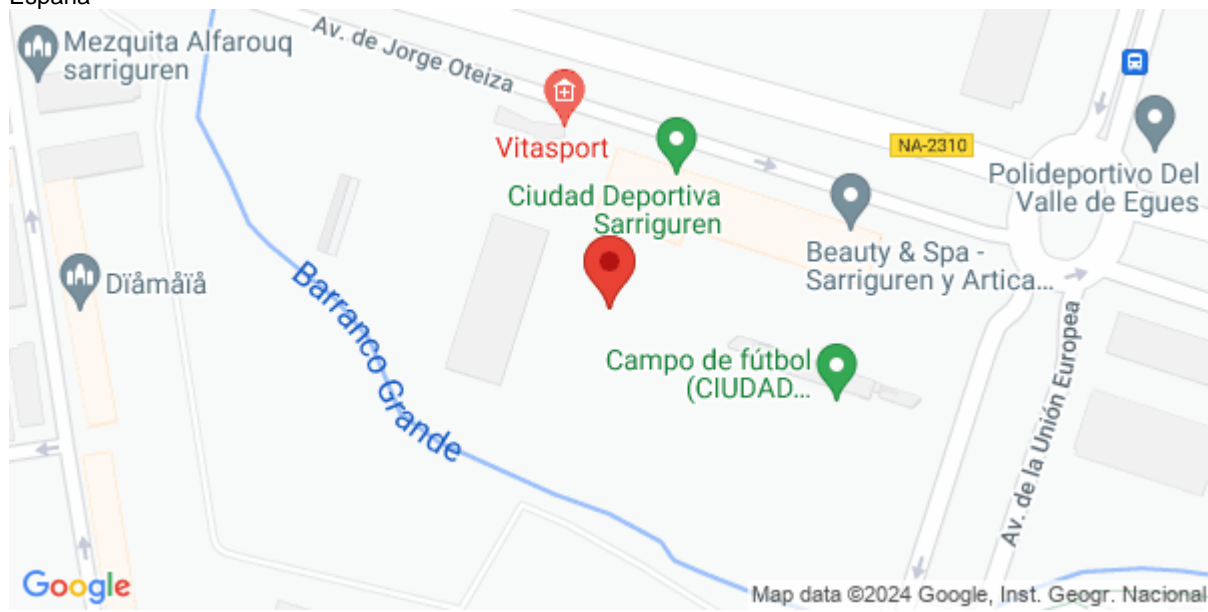 España
Mezquita Alfarouq
sarriguren
Av. de Jorge Oteiza
Vitasport
NA-2310
Ciudad Deportiva
Sarriguren
Polideportivo Del
Valle de Egues
Beauty & Spa -
Sarriguren y Artica...
Dïåmåïå
Barranco Grande
Campo de fútbol
(CIUDAD...
Av. de la Unión Europea
Google
Map data ©2024 Google, Inst. Geogr. Nacional